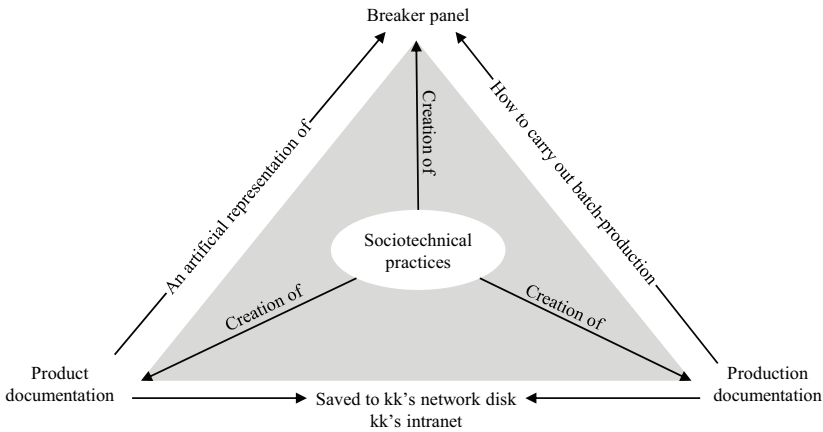 Breaker panel
Creation of
An artificial representation of
How to carry out batch-production
Sociotechnical
practices
Creation of
Creation of
Product
documentation
Production
documentation
Saved to kk's network disk
kk's intranet